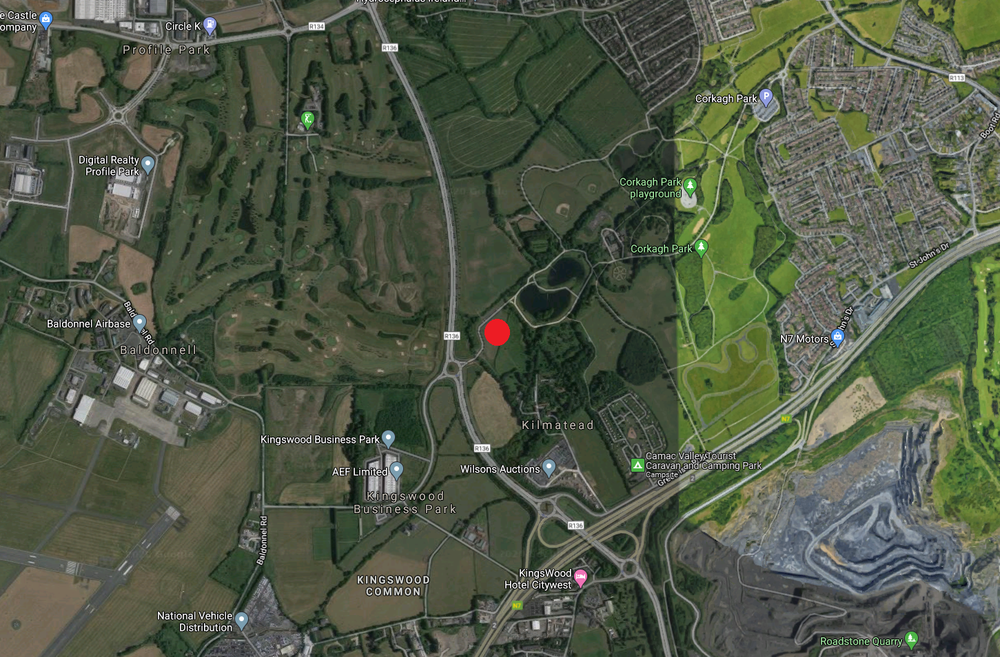 e Castle
ompany
Circle K
R134
Profile Park
R136
R113
Corkagh Park
P
Boot Rd
Digital Realty
Profile Park
Corkagh Park
playground
Corkagh Park
St John's Dr
Baldonnel Airbase
Baldonnell
R136
N7 Motors
N7
Kingswood Business Park
Kilmatead
R136
AEF Limited
Wilsons Auctions
Camac Valley Tourist
Caravan and Camping Park
Campsite
2
Kingswood
Business Park
Baldonnel Rd
R136
KINGSWOOD
COMMON
KingsWood
Hotel Citywest
N7
2
National Vehicle
Distribution
Roadstone Quarry